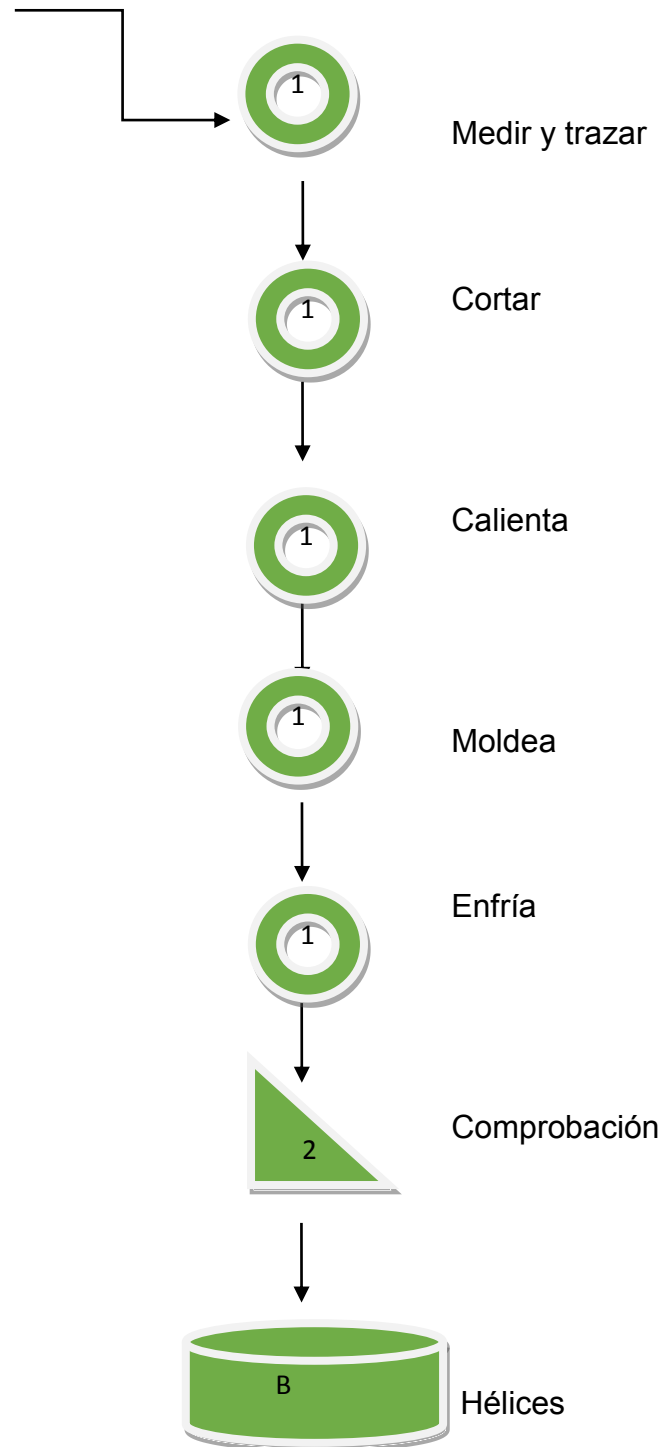 1
Medir y trazar
1
Cortar
1
Calienta
1
Moldea
1
Enfría
2
Comprobación
B
Hélices